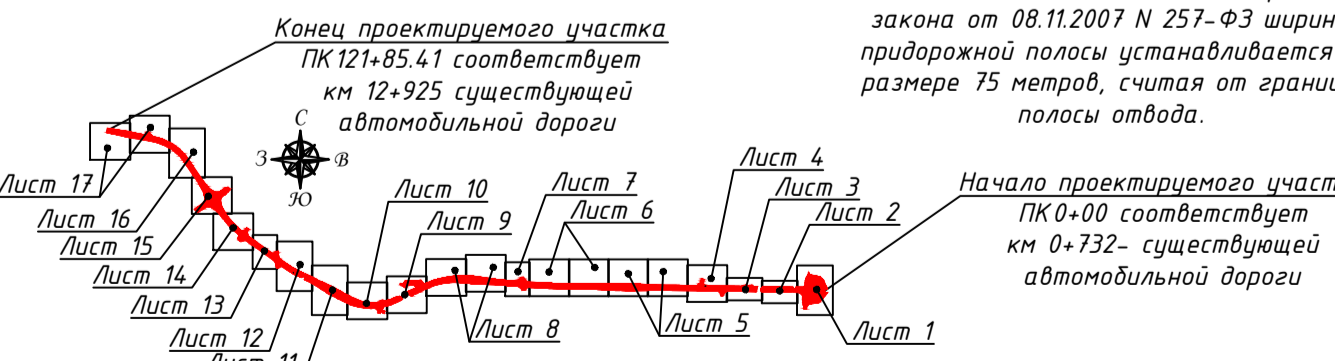 Конец проектируемого участка
ПК121+85.41 соответствует
км 12+925 существующей
автомобильной дороги
закона от 08.11.2007 N 257-ФЗ ширин
придорожной полосы устанавливается
размере 75 метров, считая от грани
полосы отвода.
С
З
В
Ю
Лист 17
Лист 16
Лист 15
Лист 14
Лист 13
Лист 12
Лист 11
Лист 10
Лист 9
Лист 8
Лист 7
Лист 6
Лист 5
Лист 4
Лист 3
Лист 2
Лист 1
Начало проектируемого участ
ПК0+00 соответствует
км 0+732- существующей
автомобильной дороги